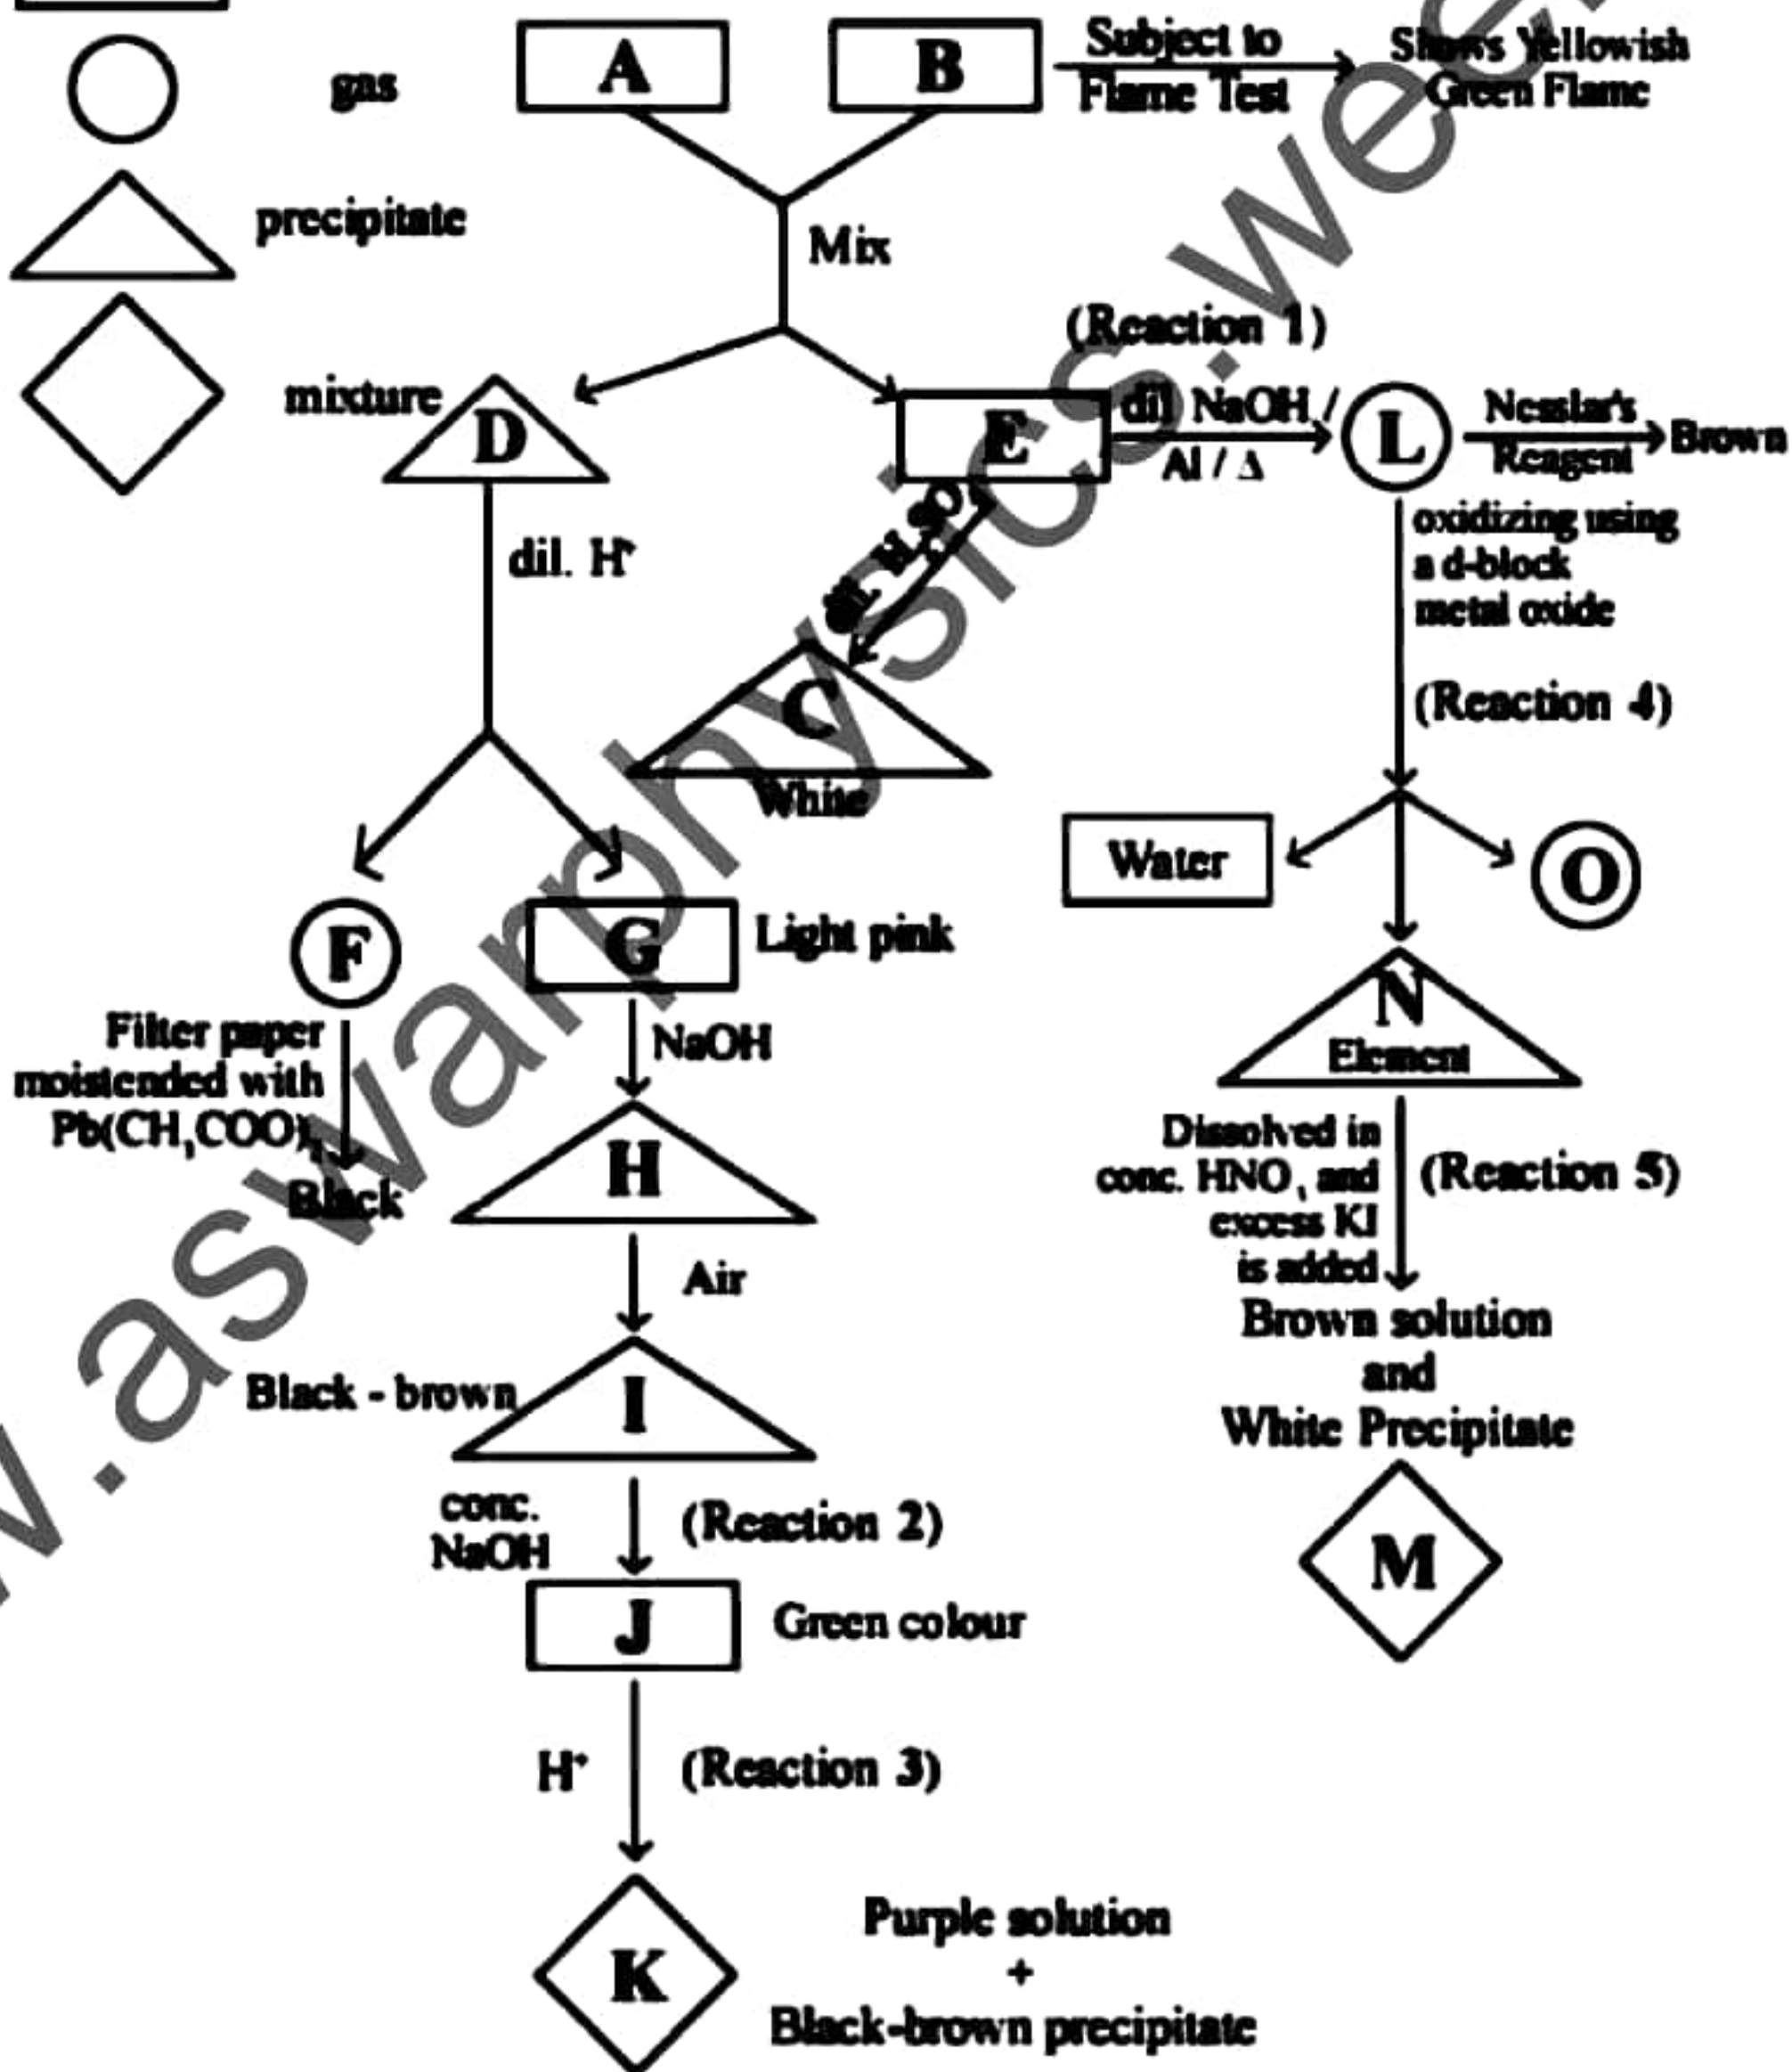 gas
A
B
Subject to
Flame Test
Shows Yellowish
Green Flame
precipitate
Mix
(Reaction 1)
mixture
D
E
dil NaOH /
Al / Δ
L
Nesslar's
Reagent
Brown
dil. H⁺
dil. H₂SO₄
oxidizing using
a d-block
metal oxide
(Reaction 4)
C
White
Water
O
F
G
Light pink
N
Element
Filter paper
moistended with
Pb(CH₃COO)₂
Black
NaOH
H
Dissolved in
conc. HNO₃ and
excess KI
is added
(Reaction 5)
Air
Brown solution
and
White Precipitate
Black - brown
I
M
conc.
NaOH
(Reaction 2)
J
Green colour
H⁺
(Reaction 3)
K
Purple solution
+
Black-brown precipitate